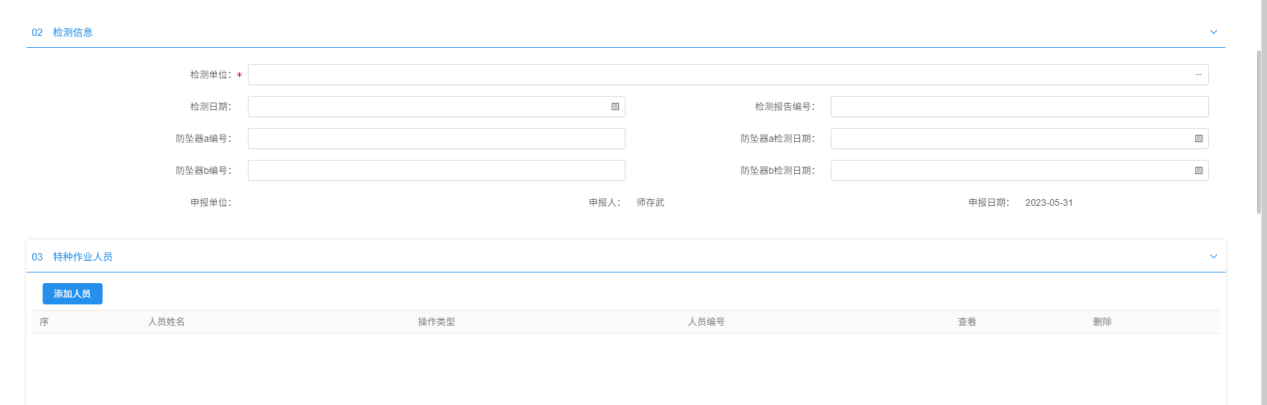 02 检测信息
检测单位：*
检测日期： 检测报告编号：
防坠器a编号： 防坠器a检测日期：
防坠器b编号： 防坠器b检测日期：
申报单位： 申报人： 师存武 申报日期： 2023-05-31
03 特种作业人员
添加人员
序 人员姓名 操作类型 人员编号 查看 删除